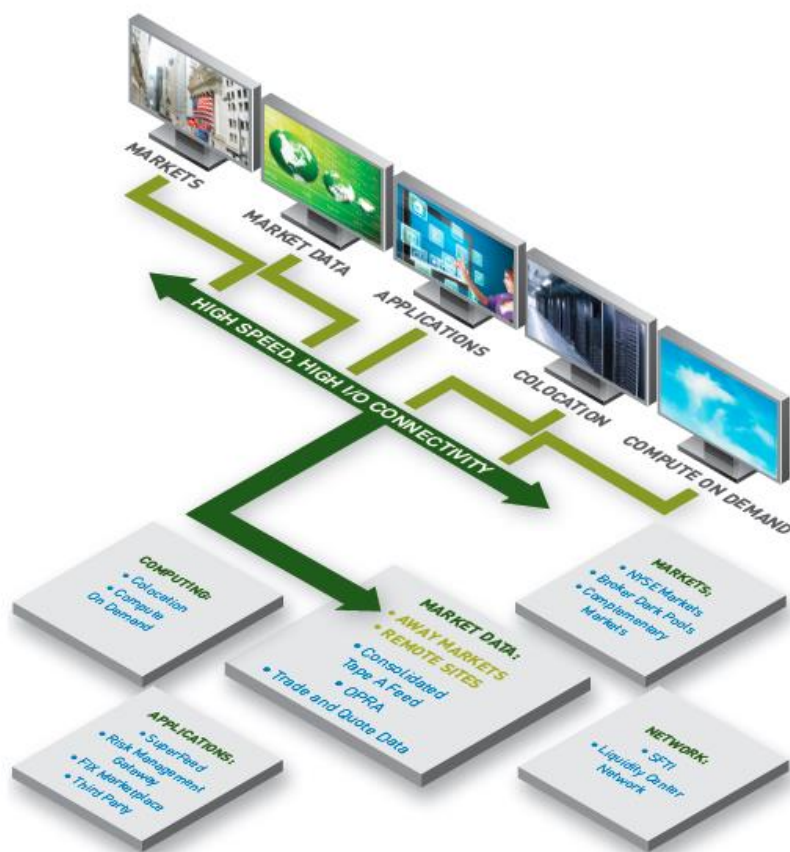 MARKETS
MARKET DATA
APPLICATIONS
COLOCATION
COMPUTE ON DEMAND
HIGH SPEED, HIGH I/O CONNECTIVITY
COMPUTING:
• Colocation
• Compute
On Demand
MARKET DATA:
• AWAY MARKETS
• REMOTE SITES
• Consolidated
Tape A Feed
• OPRA
• Trade and Quote Data
MARKETS:
• NYSE Markets
• Broker Dark Pools
• Complementary
Markets
APPLICATIONS:
• SuperFeed
• Risk Management
Gateway
• FIX Marketplace
• Third Party
NETWORK:
• SFTI
• Liquidity Center
Network